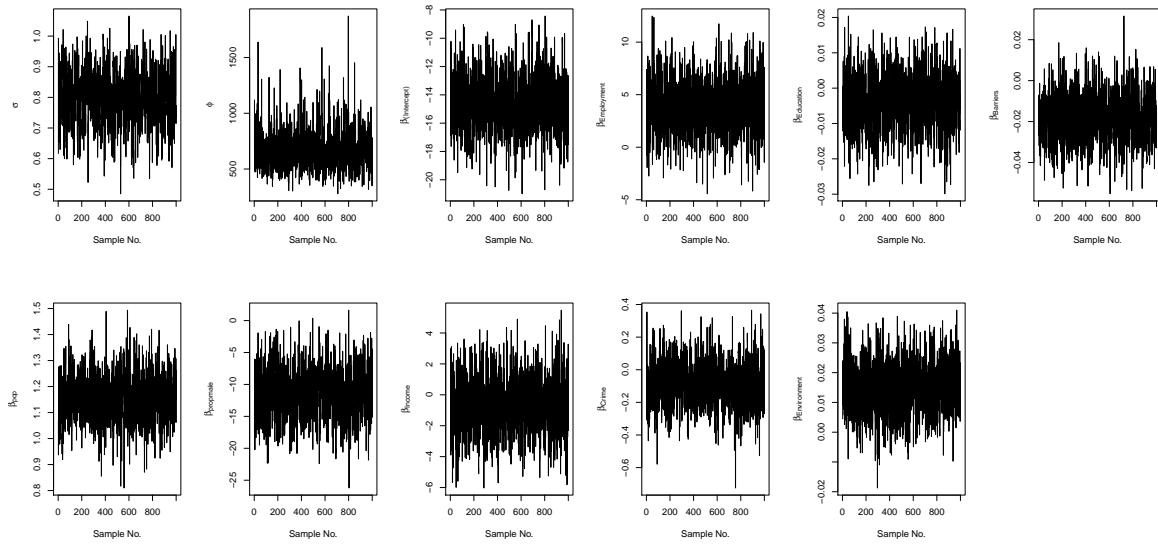 σ
0.5 0.6 0.7 0.8 0.9 1.0
0 200 400 600 800
Sample No.
ϕ
500 1000 1500
0 200 400 600 800
Sample No.
β(Intercept)
−20 −18 −16 −14 −12 −10 −8
0 200 400 600 800
Sample No.
βEmployment
−5 0 5 10
0 200 400 600 800
Sample No.
βEducation
−0.03 −0.02 −0.01 0.00 0.01 0.02
0 200 400 600 800
Sample No.
βBarriers
−0.04 −0.02 0.00 0.02
0 200 400 600 800
Sample No.
βpop
0.8 0.9 1.0 1.1 1.2 1.3 1.4 1.5
0 200 400 600 800
Sample No.
βpropmale
−25 −20 −15 −10 −5 0
0 200 400 600 800
Sample No.
βIncome
−6 −4 −2 0 2 4
0 200 400 600 800
Sample No.
βCrime
−0.6 −0.4 −0.2 0.0 0.2 0.4
0 200 400 600 800
Sample No.
βEnvironment
−0.02 0.00 0.01 0.02 0.03 0.04
0 200 400 600 800
Sample No.